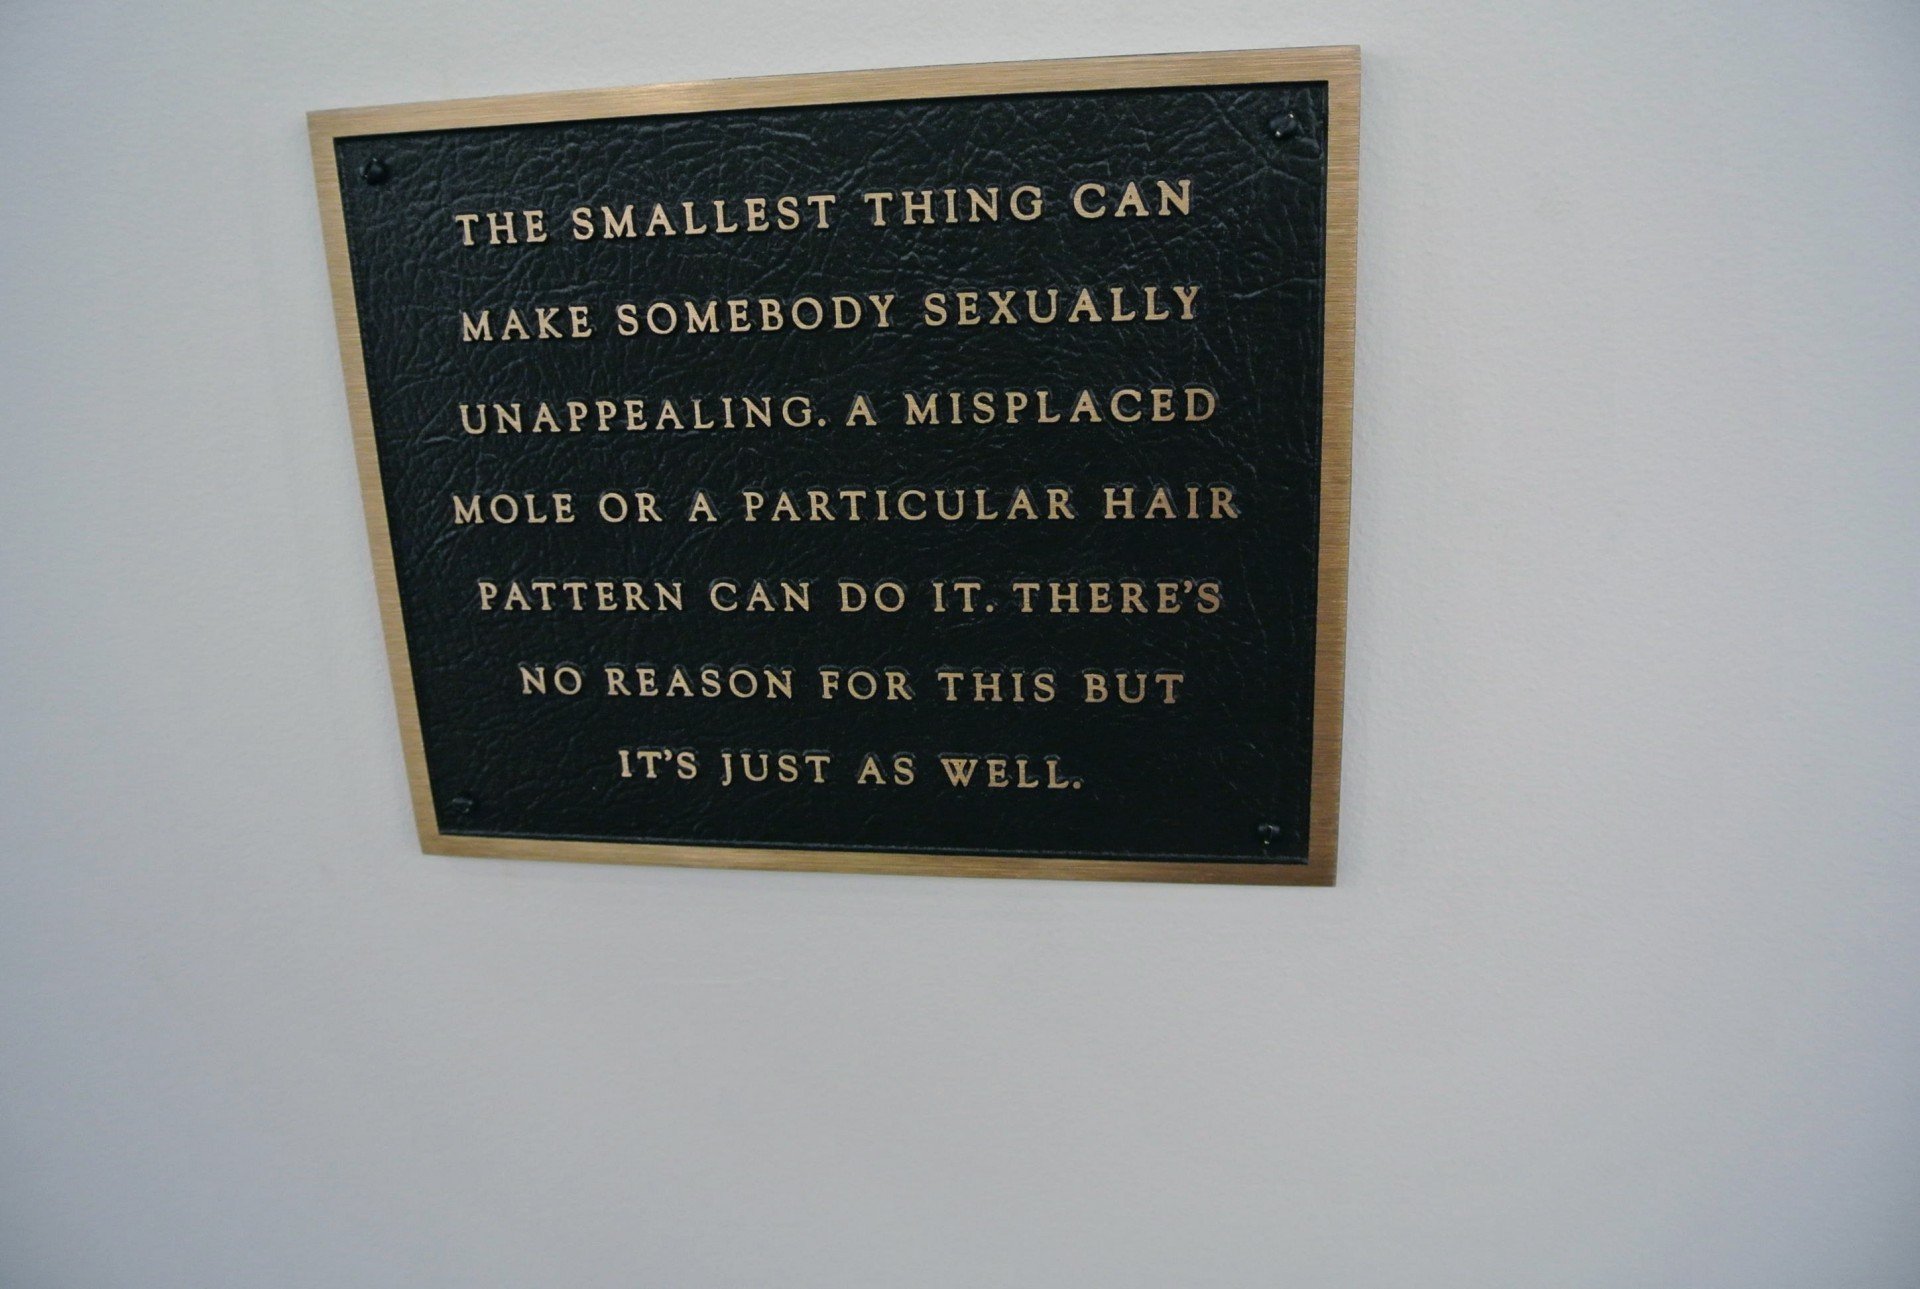 THE SMALLEST THING CAN
MAKE SOMEBODY SEXUALLY
UNAPPEALING. A MISPLACED
MOLE OR A PARTICULAR HAIR
PATTERN CAN DO IT. THERE'S
NO REASON FOR THIS BUT
IT'S JUST AS WELL.